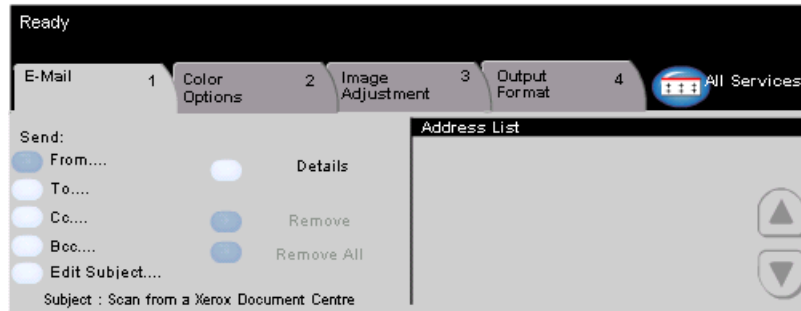 Ready
E-Mail 1
Color Options 2
Image Adjustment 3
Output Format 4
All Services
Send:
From....
To....
Cc....
Bcc....
Edit Subject....
Details
Remove
Remove All
Subject : Scan from a Xerox Document Centre
Address List